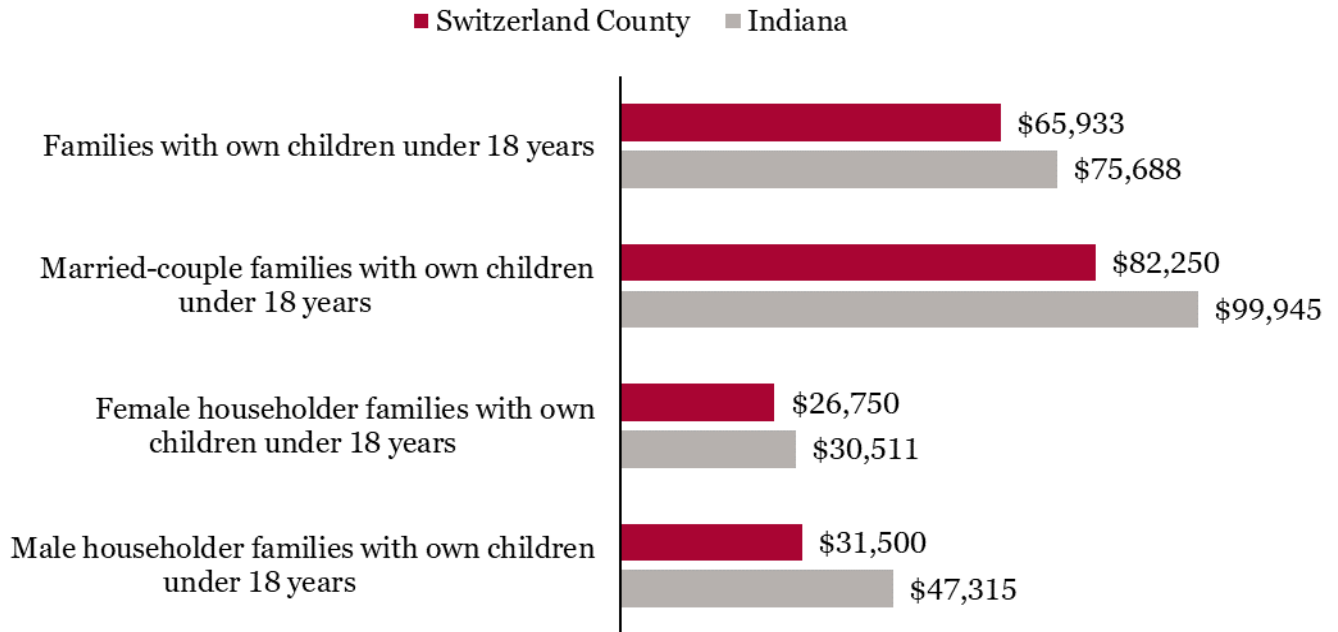 Switzerland County Indiana
Families with own children under 18 years
$65,933
$75,688
Married-couple families with own children
under 18 years
$82,250
$99,945
Female householder families with own
children under 18 years
$26,750
$30,511
Male householder families with own children
under 18 years
$31,500
$47,315